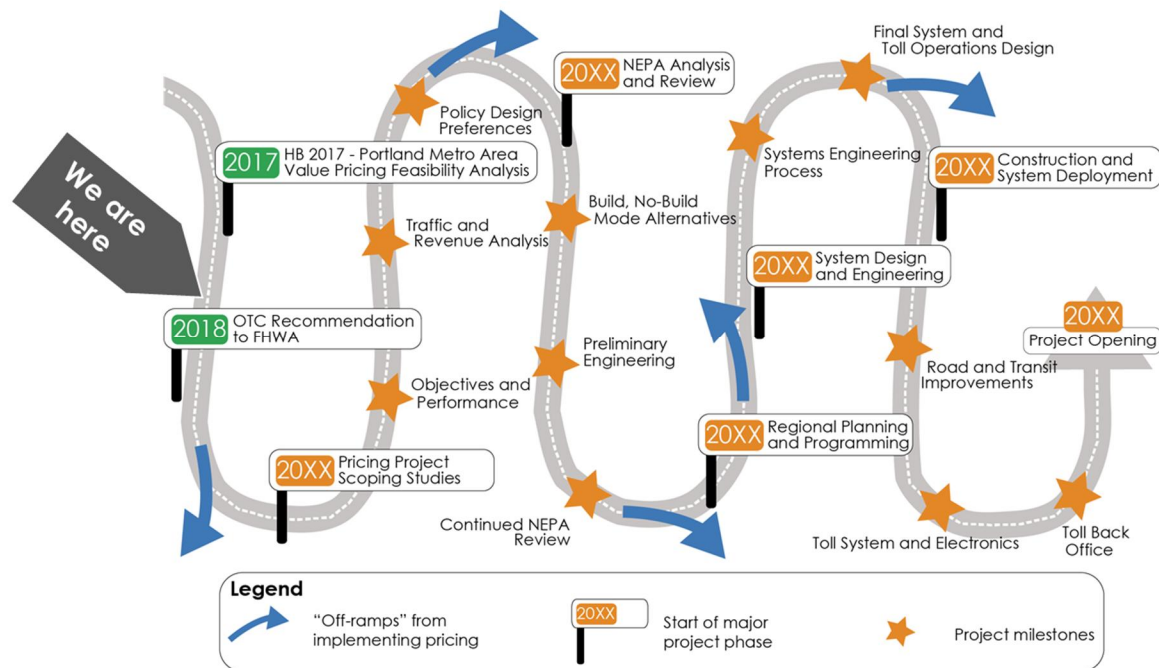 We are
here
2017
HB 2017 - Portland Metro Area
Value Pricing Feasibility Analysis
2018
OTC Recommendation
to FHWA
20XX
Pricing Project
Scoping Studies
Objectives and
Performance
Traffic and
Revenue Analysis
Policy Design
Preferences
20XX
NEPA Analysis
and Review
Build, No-Build
Mode Alternatives
Preliminary
Engineering
Continued NEPA
Review
20XX
Regional Planning
and Programming
20XX
System Design
and Engineering
Systems Engineering
Process
Final System and
Toll Operations Design
20XX
Construction and
System Deployment
Road and Transit
Improvements
Toll System and Electronics
Toll Back
Office
20XX
Project Opening
Legend
"Off-ramps" from
implementing pricing
20XX
Start of major
project phase
Project milestones